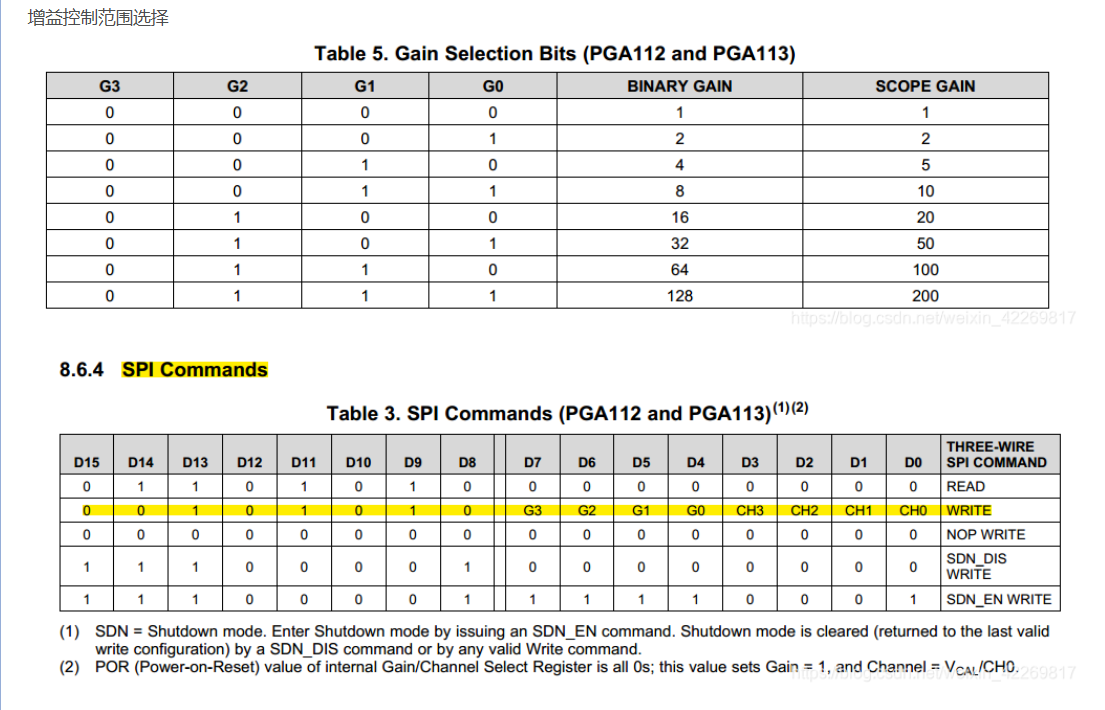 增益控制范围选择
Table 5. Gain Selection Bits (PGA112 and PGA113)
G3 G2 G1 G0 BINARY GAIN SCOPE GAIN
0 0 0 0 1 1
0 0 0 1 2 2
0 0 1 0 4 5
0 0 1 1 8 10
0 1 0 0 16 20
0 1 0 1 32 50
0 1 1 0 64 100
0 1 1 1 128 200
https://blog.csdn.net/weixin_42269817
8.6.4 SPI Commands
Table 3. SPI Commands (PGA112 and PGA113)(1)(2)
D15 D14 D13 D12 D11 D10 D9 D8 D7 D6 D5 D4 D3 D2 D1 D0 THREE-WIRE
SPI COMMAND
0 1 1 0 1 0 1 0 0 0 0 0 0 0 0 0 READ
0 0 1 0 1 0 1 0 G3 G2 G1 G0 CH3 CH2 CH1 CH0 WRITE
0 0 0 0 0 0 0 0 0 0 0 0 0 0 0 0 NOP WRITE
1 1 1 0 0 0 0 1 0 0 0 0 0 0 0 0 SDN_DIS
WRITE
1 1 1 0 0 0 0 1 1 1 1 1 0 0 0 1 SDN_EN WRITE
(1) SDN = Shutdown mode. Enter Shutdown mode by issuing an SDN_EN command. Shutdown mode is cleared (returned to the last valid
write configuration) by a SDN_DIS command or by any valid Write command.
(2) POR (Power-on-Reset) value of internal Gain/Channel Select Register is all 0s; this value sets Gain = 1, and Channel = VCAL/CH0.
https://blog.csdn.net/weixin_42269817